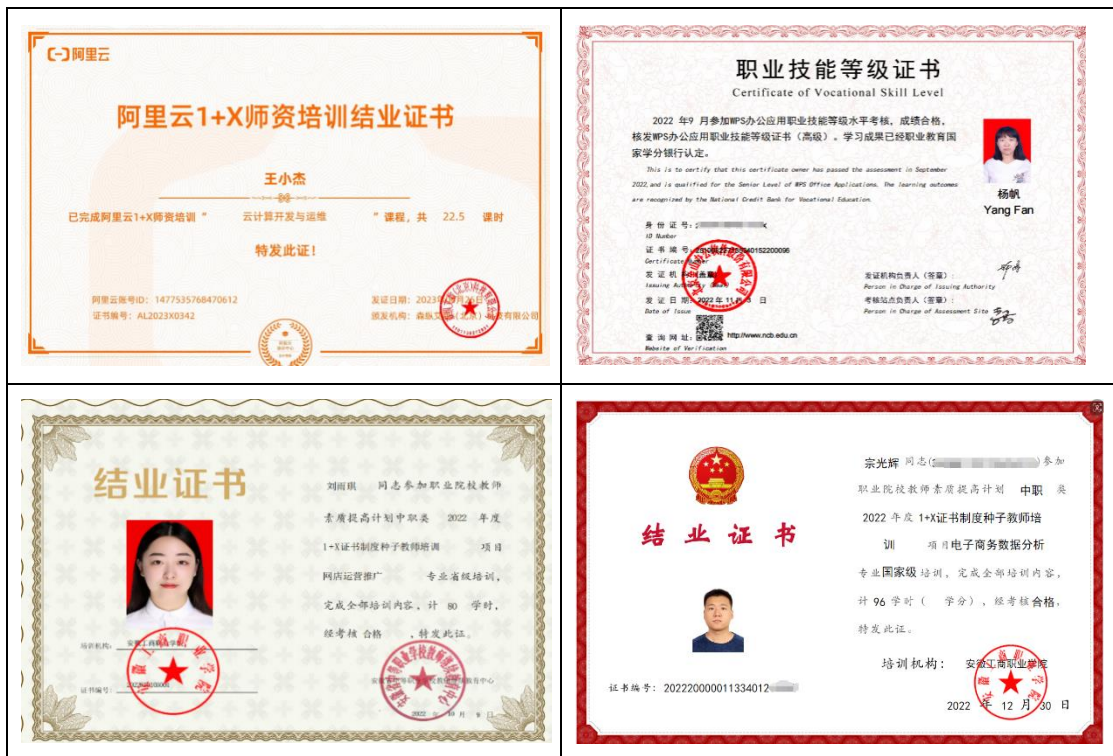 阿里云
阿里云1+X师资培训结业证书
王小杰
已完成阿里云1+X师资培训 " 云计算开发与运维 " 课程，共 22.5 课时
特发此证！
阿里云账号ID： 1477535768470612
证书编号： AL2023X0342
发证日期： 2023
颁发机构： 森纵艾 (北京) 有限公司
职业技能等级证书
Certificate of Vocational Skill Level
2022 年9 月参加WPS办公应用职业技能等级水平考核，成绩合格，
核发WPS办公应用职业技能等级证书（高级）。学习成果已经职业教育国
家学分银行认定。
This is to certify that this certificate owner has passed the assessment in September
2022,and is qualified for the Senior Level of WPS Office Applications. The learning outcomes
are recognized by the National Credit Bank for Vocational Education.
杨帆
Yang Fan
身 份 证 号：
ID Number
证 书 编 号：
Certificate
发 证 机
Issuing
发 证 日 期： 2022 年 11 日
Date of Issue
查 询 网 址： http://www.ncb.edu.cn
Website of Verification
发证机构负责人（签章）：
Person in Charge of Issuing Authority
考核站点负责人（签章）：
Person in Charge of Assessment Site
结业证书
刘雨琪 同志参加职业院校教师
素质提高计划中职类 2022 年度
1+X证书制度种子教师培训 项目
网店运营推广 专业省级培训，
完成全部培训内容，计 80 学时，
经考核 合格 ，特发此证。
培训机构：
安徽工商职业学院
证书编号：
2022 年 10 月 9 日
结业证书
宗光辉 同志( )参加
职业院校教师素质提高计划 中职 类
2022 年度 1+X证书制度种子教师培
训 项目电子商务数据分析
专业国家级培训，完成全部培训内容，
计 96 学时（ 学分），经考核合格，
特发此证。
培训机构： 安徽工商职业学院
证书编号： 202220000011334012
2022 年 12 月 30 日